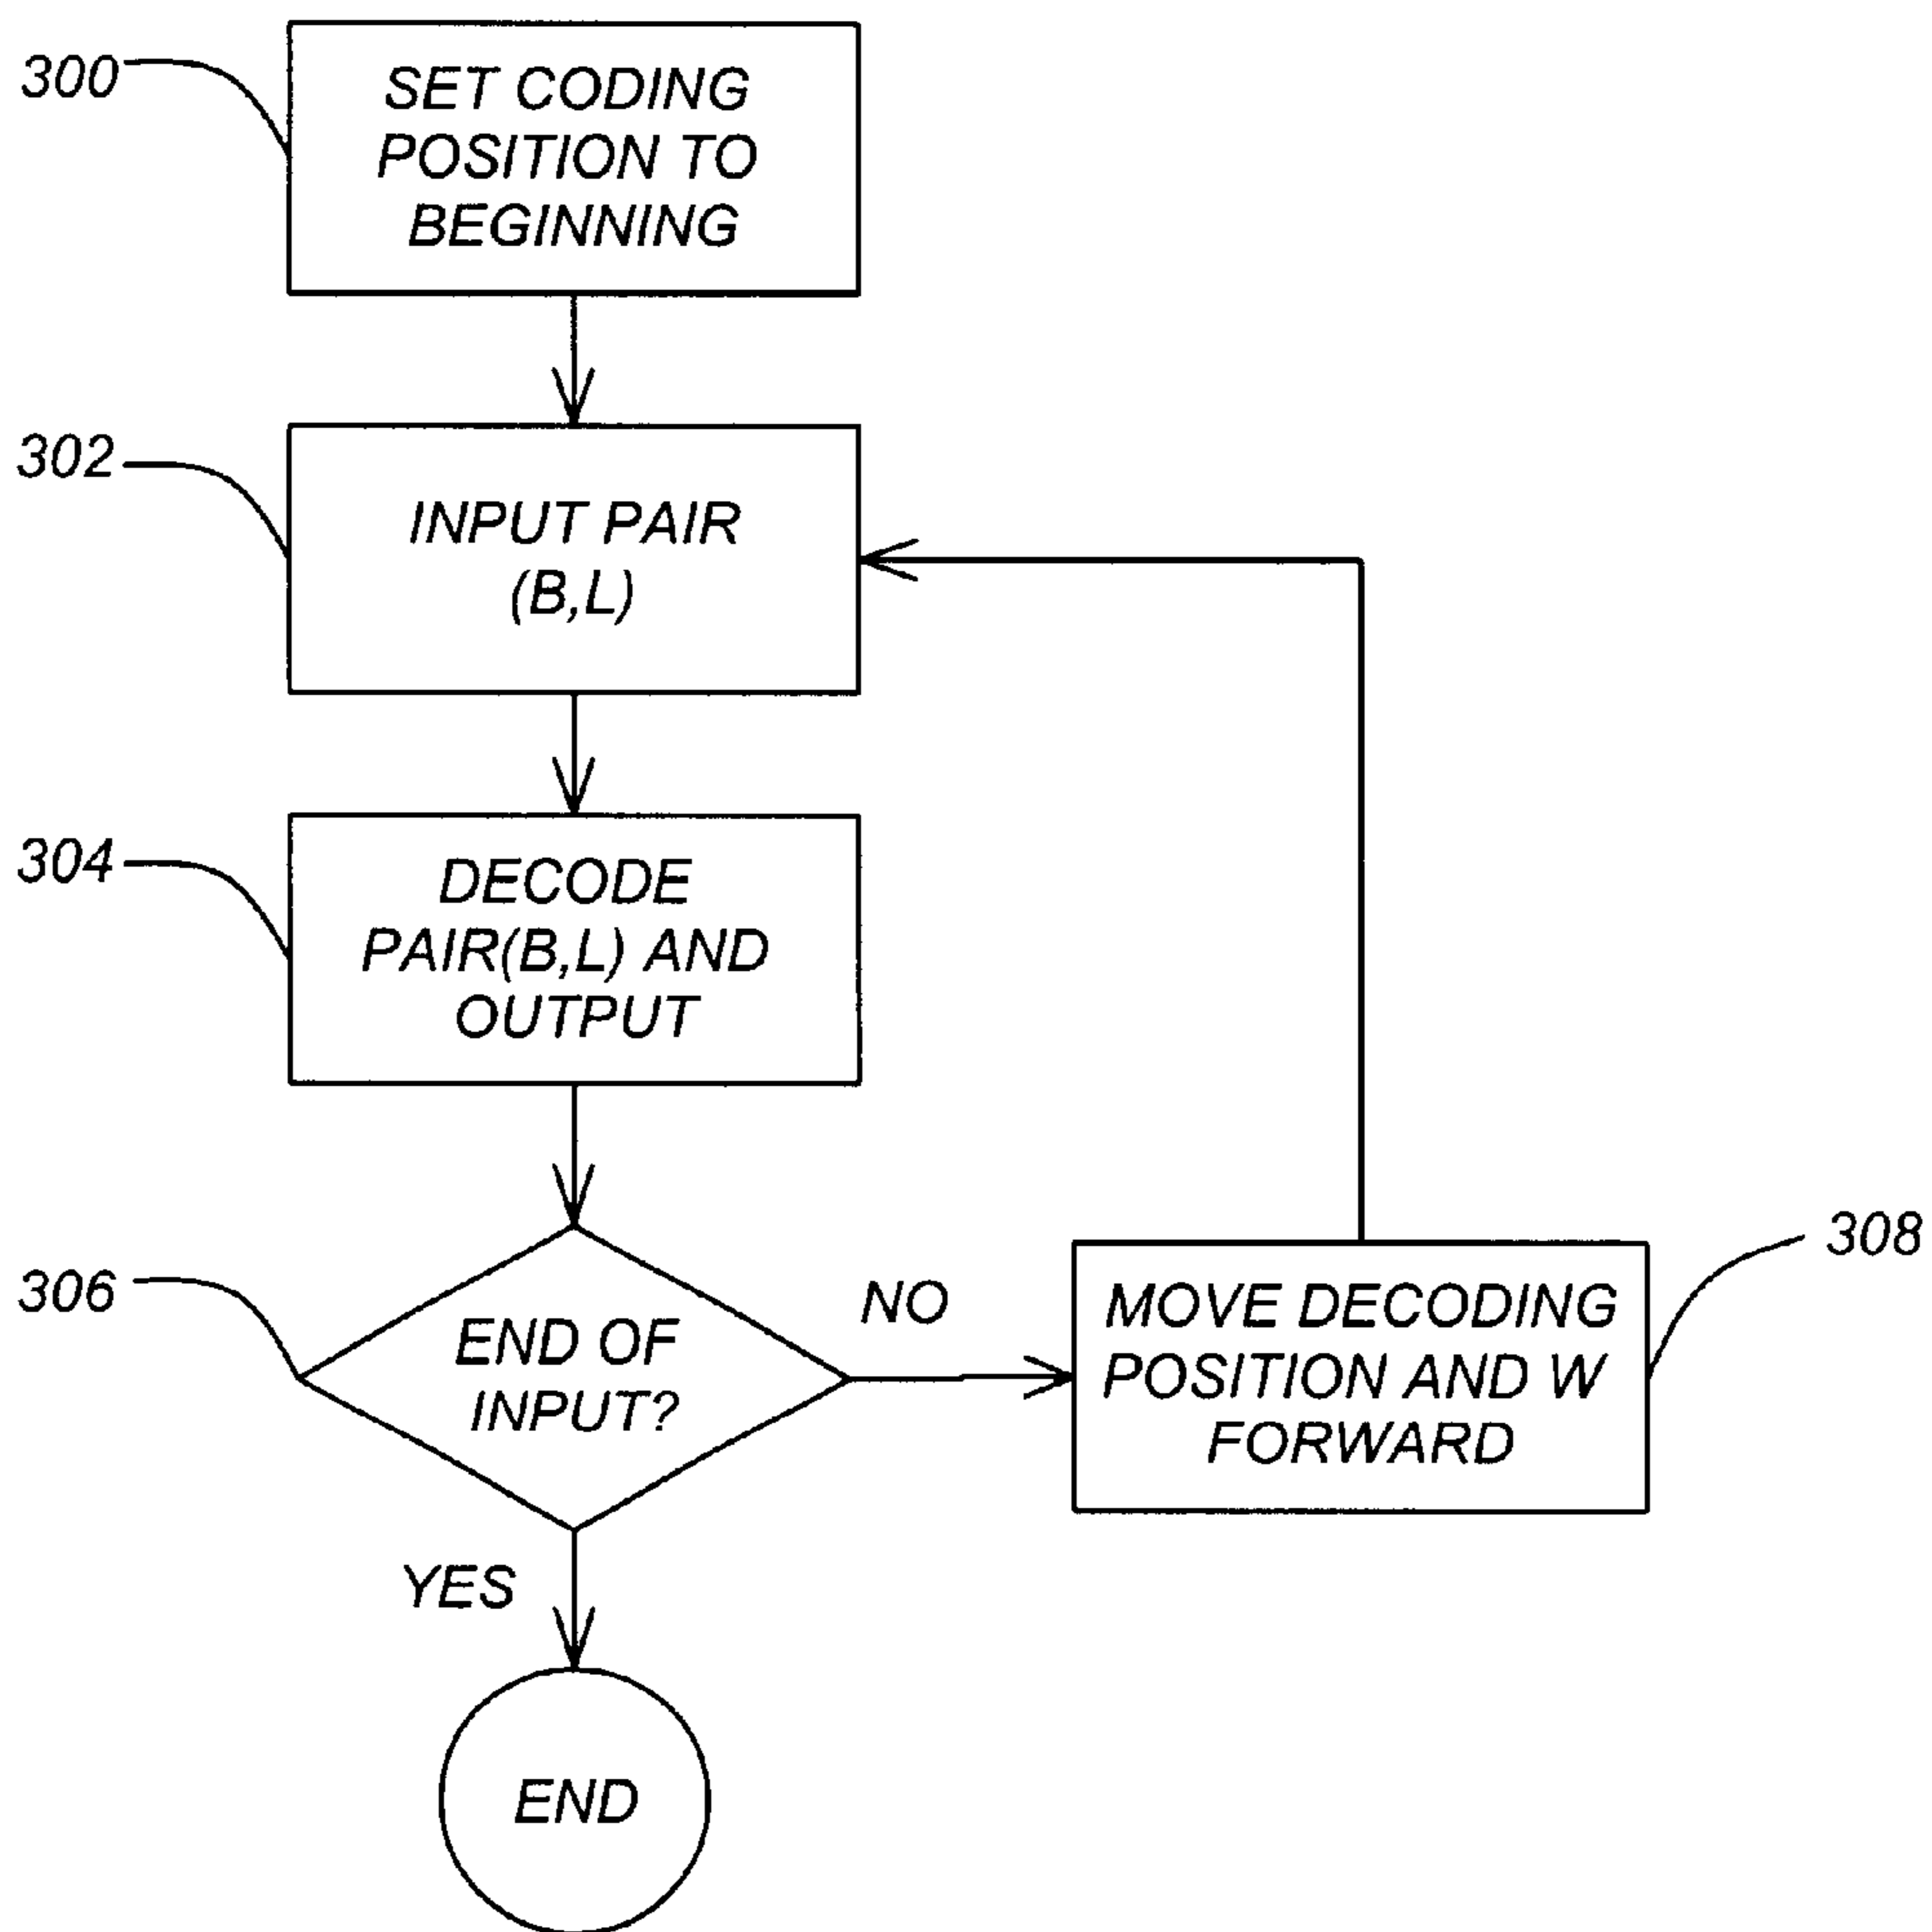 300
SET CODING
POSITION TO
BEGINNING
302
INPUT PAIR
(B,L)
304
DECODE
PAIR(B,L) AND
OUTPUT
306
END OF
INPUT?
NO
MOVE DECODING
POSITION AND W
FORWARD
308
YES
END